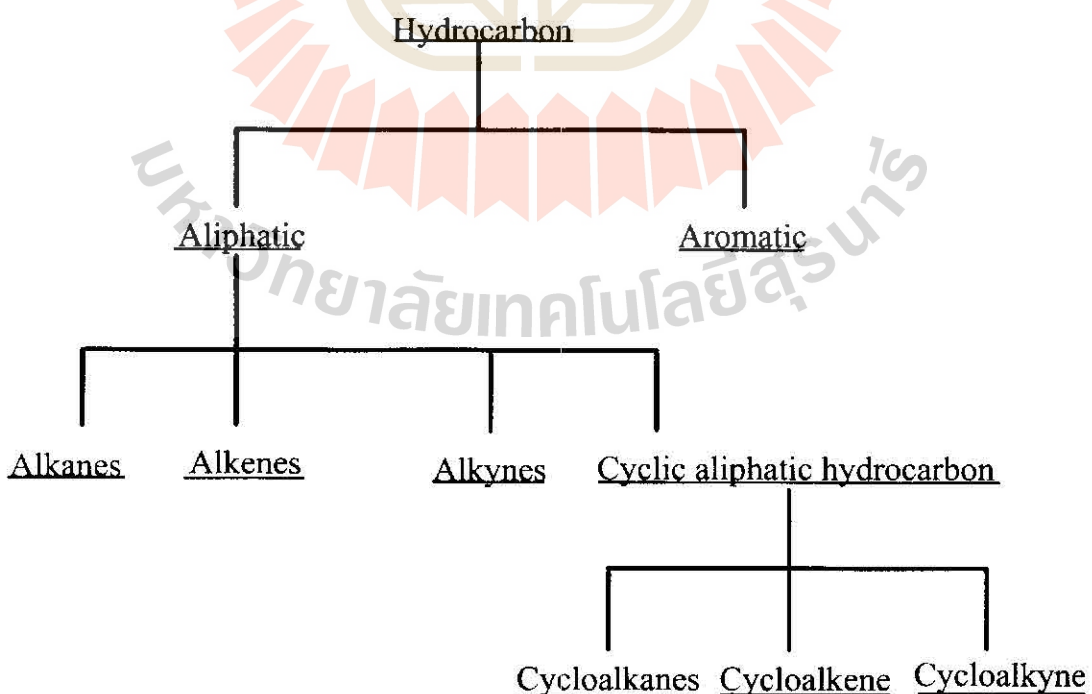 Hydrocarbon
Aliphatic Aromatic
มหาวิทยาลัยเทคโนโลยีสุรนารี
Alkanes Alkenes Alkynes Cyclic aliphatic hydrocarbon
Cycloalkanes Cycloalkene Cycloalkyne